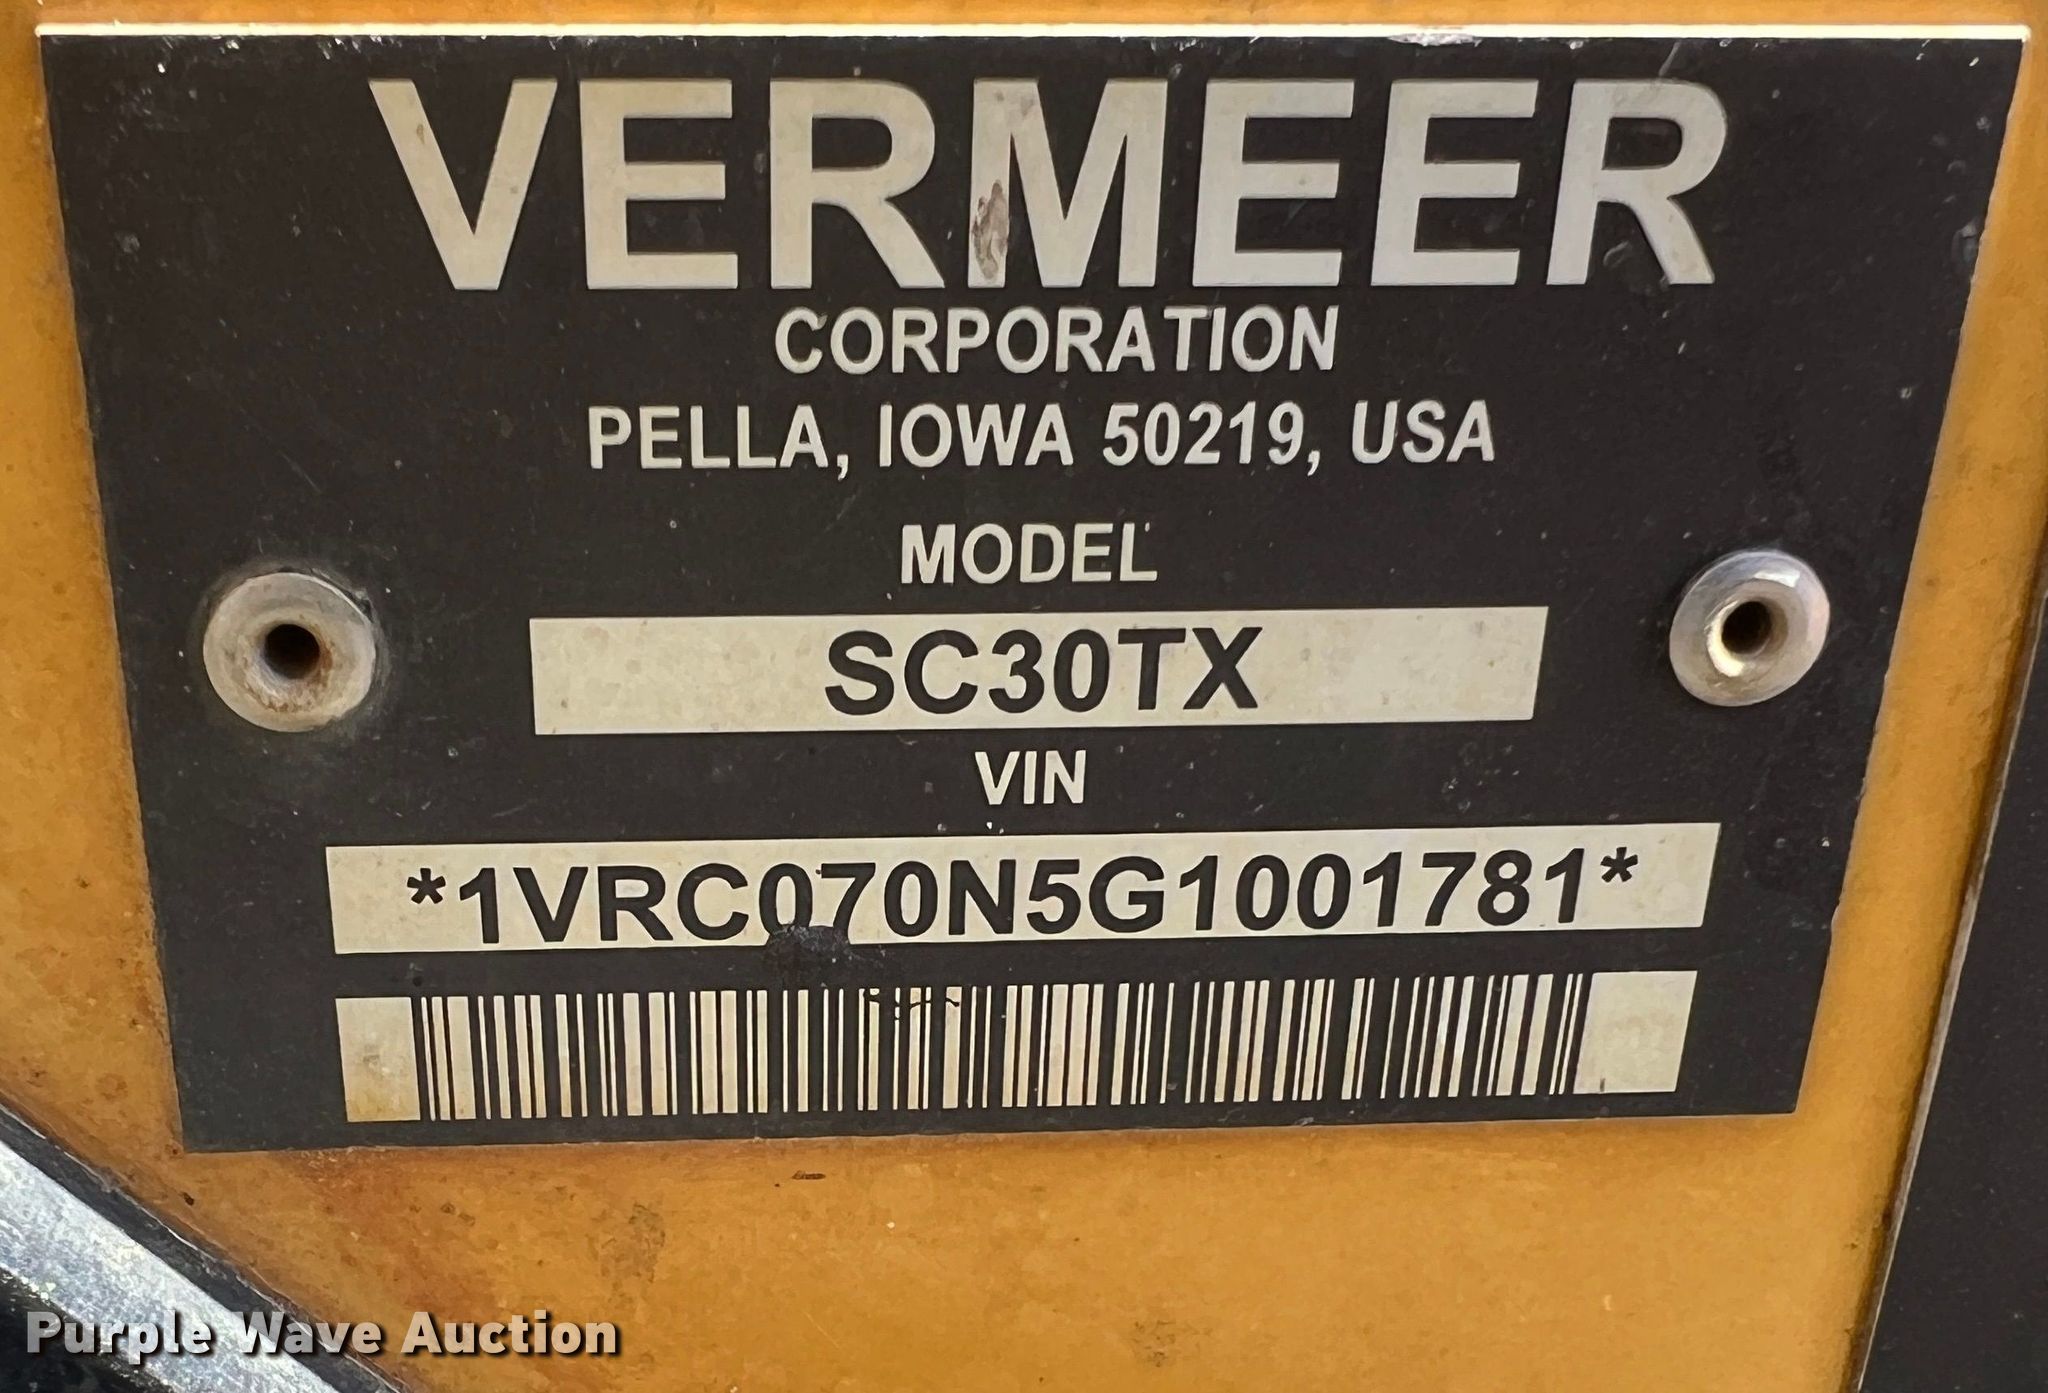 VERMEER
CORPORATION
PELLA, IOWA 50219, USA
MODEL
SC30TX
VIN
*1VRC070N5G1001781*
Purple Wave Auction